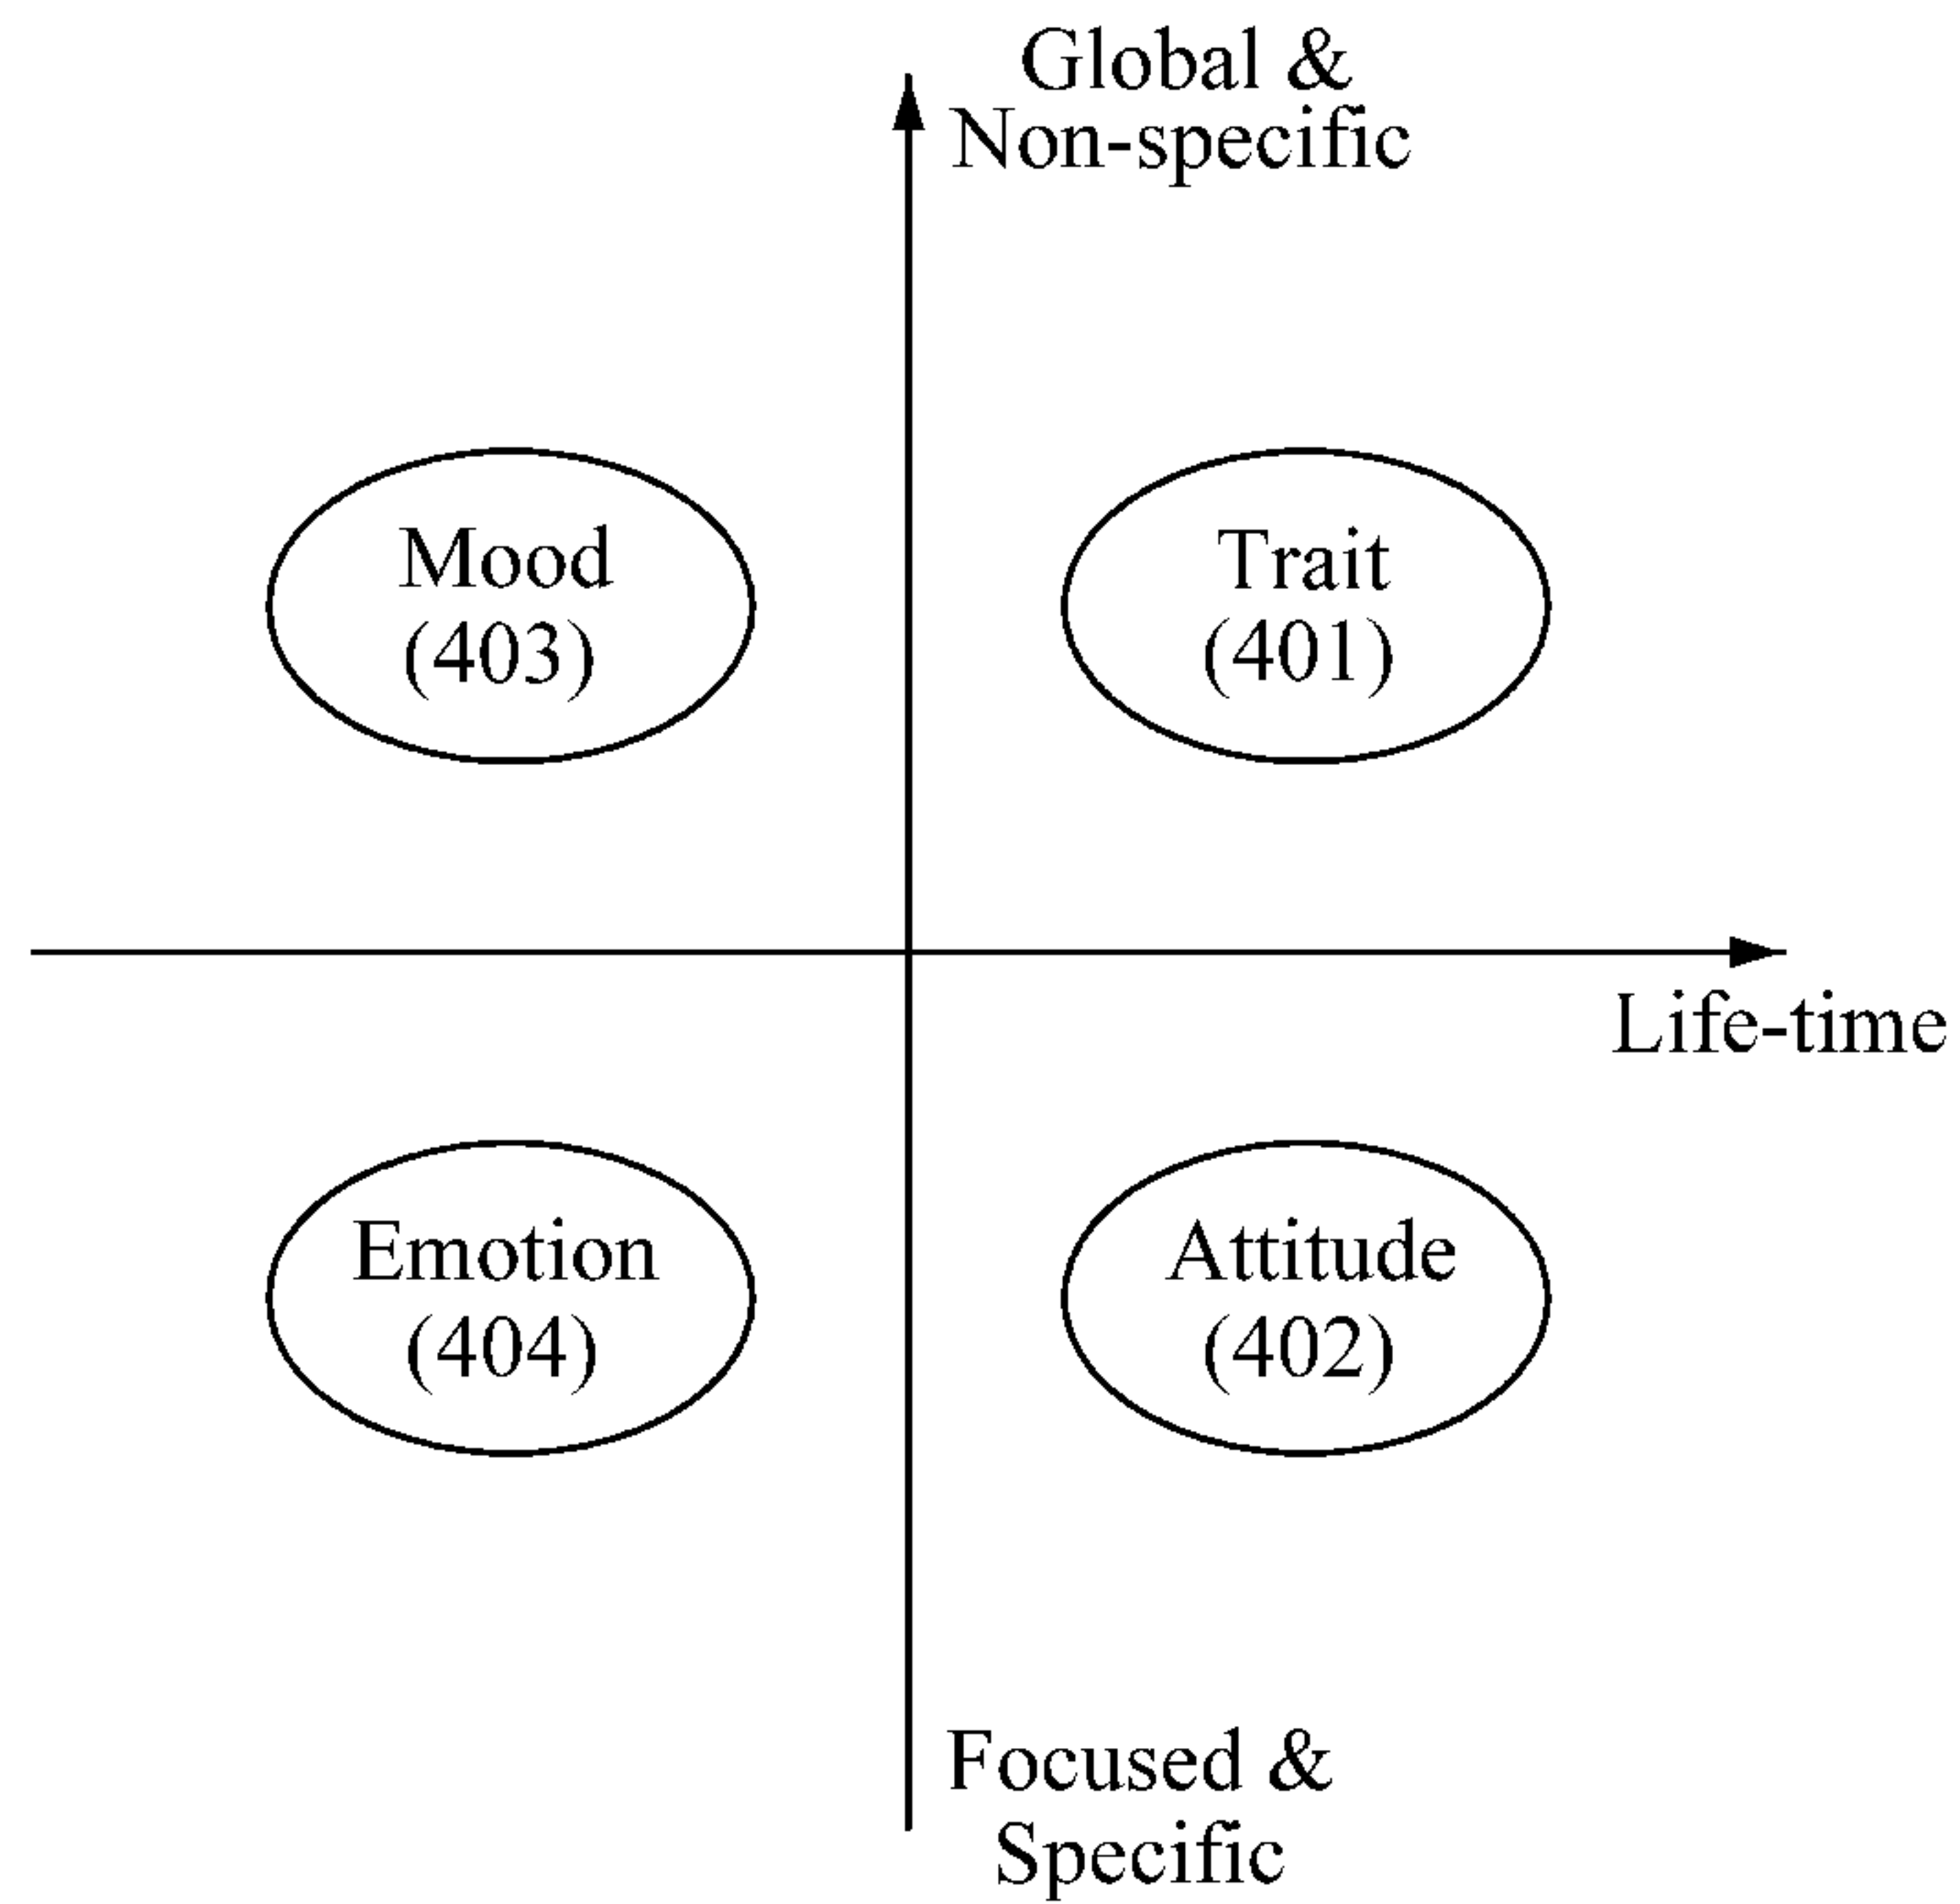 Global &
Non-specific
Mood
(403)
Trait
(401)
Life-time
Emotion
(404)
Attitude
(402)
Focused &
Specific